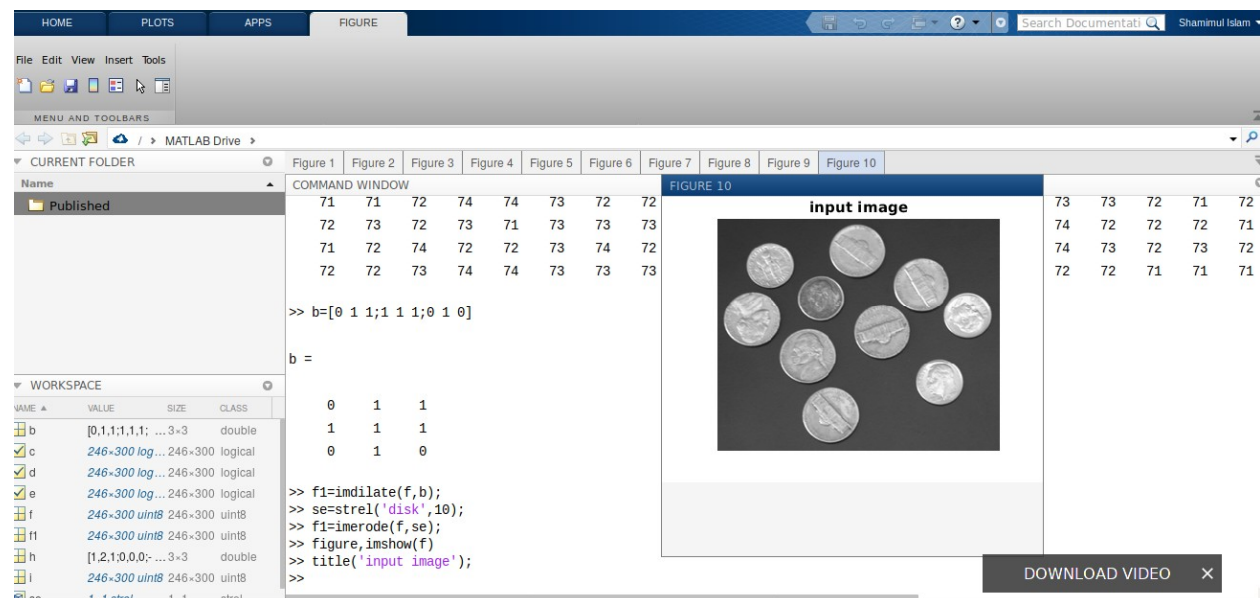 HOME PLOTS APPS FIGURE Search Documentati Shamimul Islam
File Edit View Insert Tools
MENU AND TOOLBARS
/ > MATLAB Drive >
CURRENT FOLDER
Name
Published
Figure 1 Figure 2 Figure 3 Figure 4 Figure 5 Figure 6 Figure 7 Figure 8 Figure 9 Figure 10
COMMAND WINDOW
71 71 72 74 74 73 72 72 73 73 72 71 72
72 73 72 73 71 73 73 73 74 72 72 72 71
71 72 74 72 72 73 74 72 74 73 72 73 72
72 72 73 74 74 73 73 73 72 72 71 71 71
>> b=[0 1 1;1 1 1;0 1 0]
b =
0 1 1
1 1 1
0 1 0
>> f1=imdilate(f,b);
>> se=strel('disk',10);
>> f1=imerode(f,se);
>> figure,imshow(f)
>> title('input image');
>>
FIGURE 10
input image
WORKSPACE
NAME VALUE SIZE CLASS
b [0,1,1;1,1,1; ... 3×3 double
c 246×300 log... 246×300 logical
d 246×300 log... 246×300 logical
e 246×300 log... 246×300 logical
f 246×300 uint8 246×300 uint8
f1 246×300 uint8 246×300 uint8
h [1,2,1;0,0,0;- ... 3×3 double
i 246×300 uint8 246×300 uint8
DOWNLOAD VIDEO ×